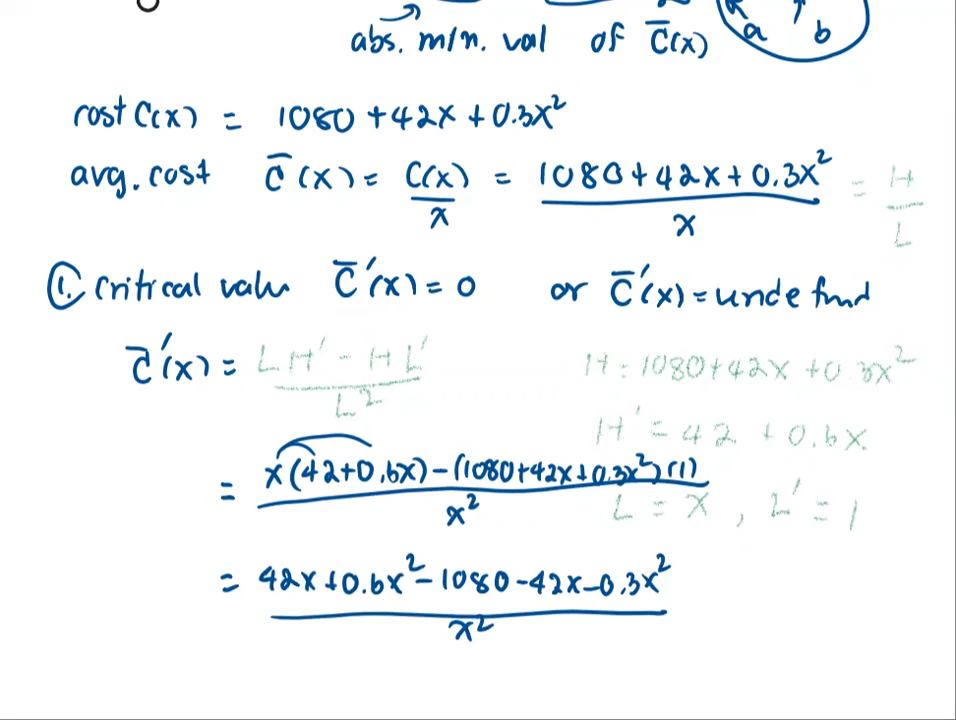 abs. min. val of C̅(x) a b
cost C(x) = 1080 + 42x + 0.3x²
avg. cost C̅(x) = C(x)/x = (1080 + 42x + 0.3x²)/x = H/L
①. Critical valu C̅'(x) = 0 or C̅'(x) = undefind
C̅'(x) = (LH' - HL')/L² H = 1080 + 42x + 0.3x²
H' = 42 + 0.6x
= (x(42+0.6x) - (1080+42x+0.3x²)(1))/x² L = x, L' = 1
= (42x + 0.6x² - 1080 - 42x - 0.3x²)/x²